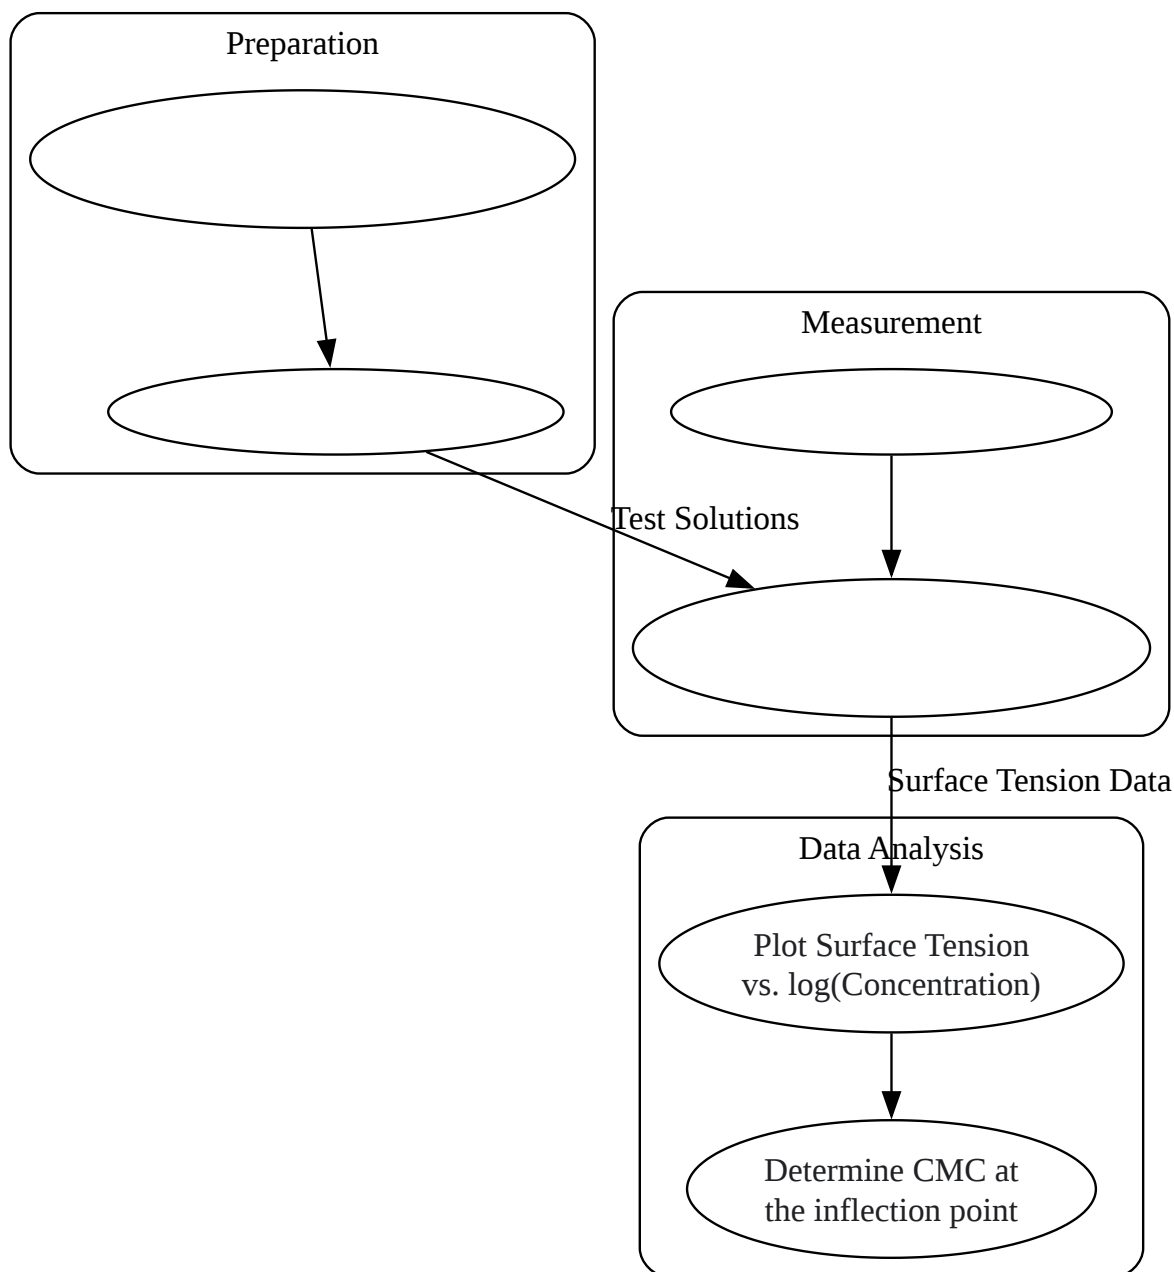 Preparation
Measurement
Test Solutions
Surface Tension Data
Data Analysis
Plot Surface Tension
vs. log(Concentration)
Determine CMC at
the inflection point